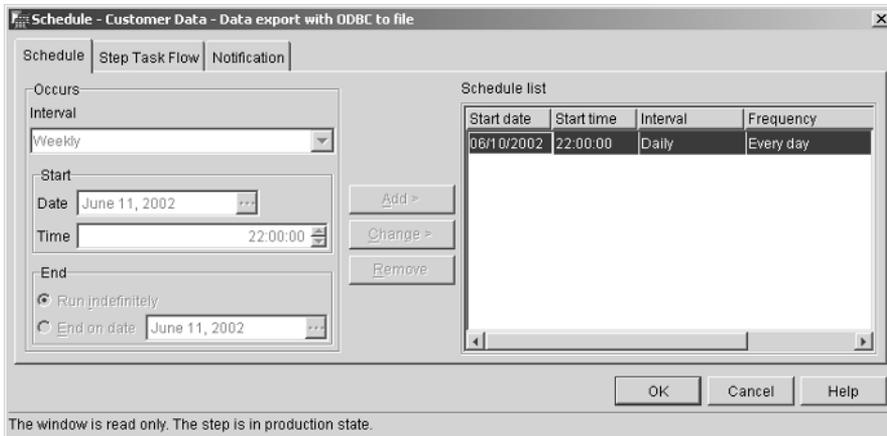 Schedule - Customer Data - Data export with ODBC to file
Schedule Step Task Flow Notification
Occurs
Interval
Weekly
Start
Date June 11, 2002 ...
Time 22:00:00
End
Run indefinitely
End on date June 11, 2002 ...
Add >
Change >
Remove
Schedule list
Start date Start time Interval Frequency
06/10/2002 22:00:00 Daily Every day
OK Cancel Help
The window is read only. The step is in production state.